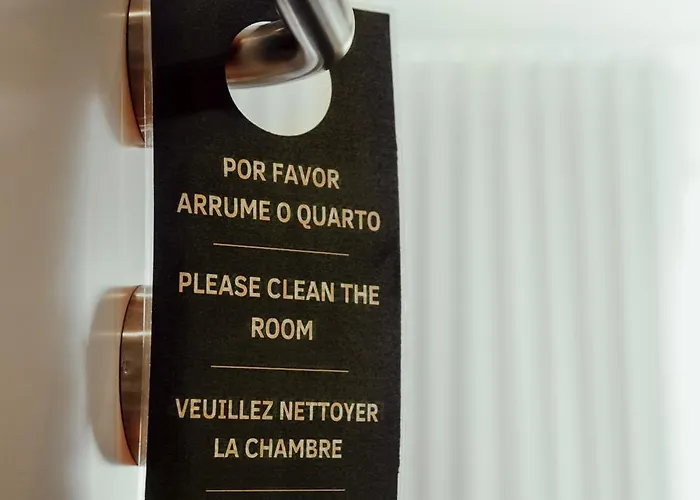 POR FAVOR
ARRUME O QUARTO
PLEASE CLEAN THE
ROOM
VEUILLEZ NETTOYER
LA CHAMBRE